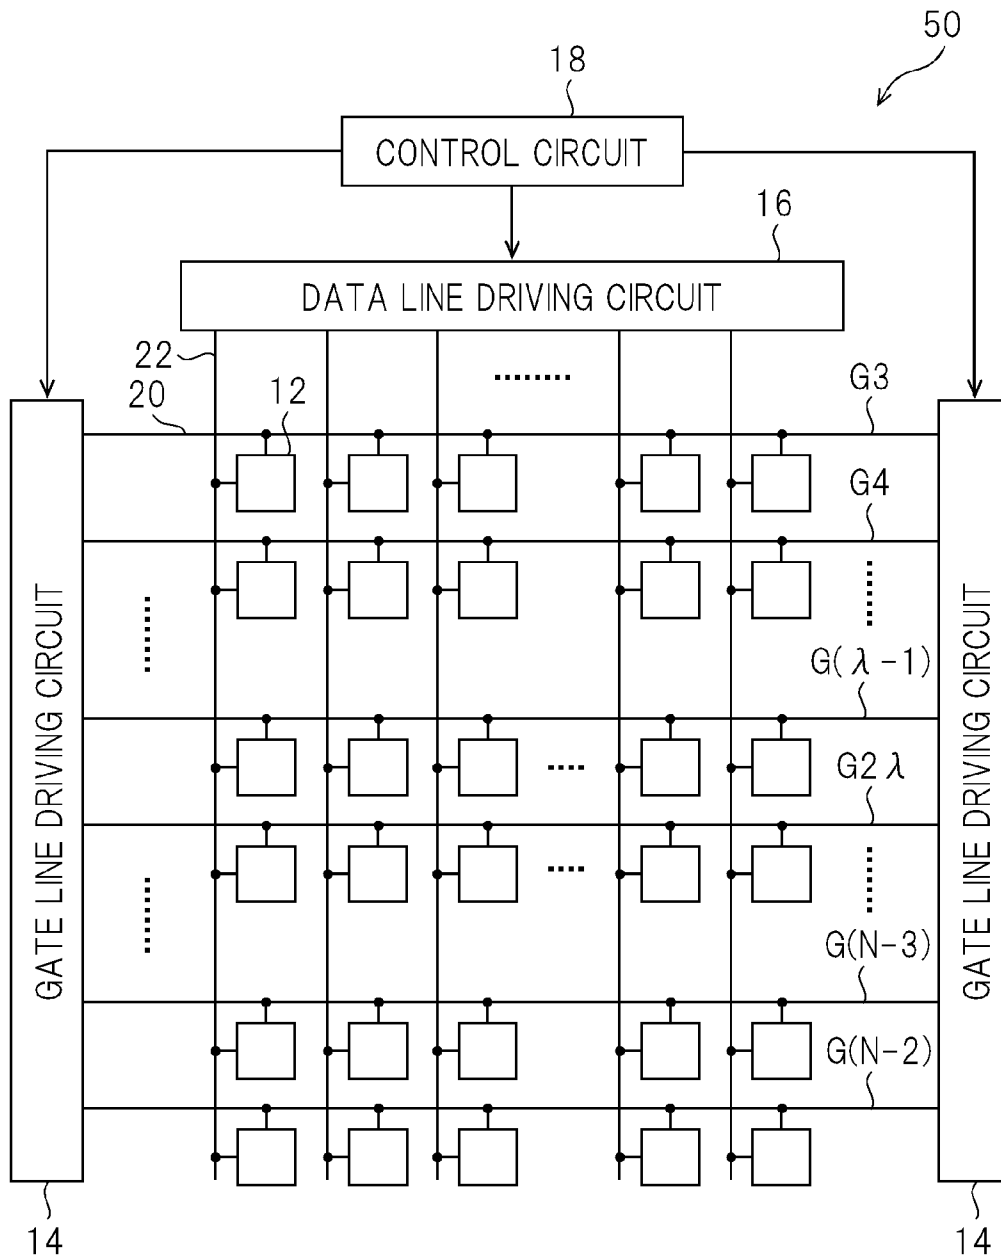 50
18
CONTROL CIRCUIT
16
DATA LINE DRIVING CIRCUIT
22
20
12
G3
G4
G(λ-1)
G2λ
G(N-3)
G(N-2)
GATE LINE DRIVING CIRCUIT
GATE LINE DRIVING CIRCUIT
14
14